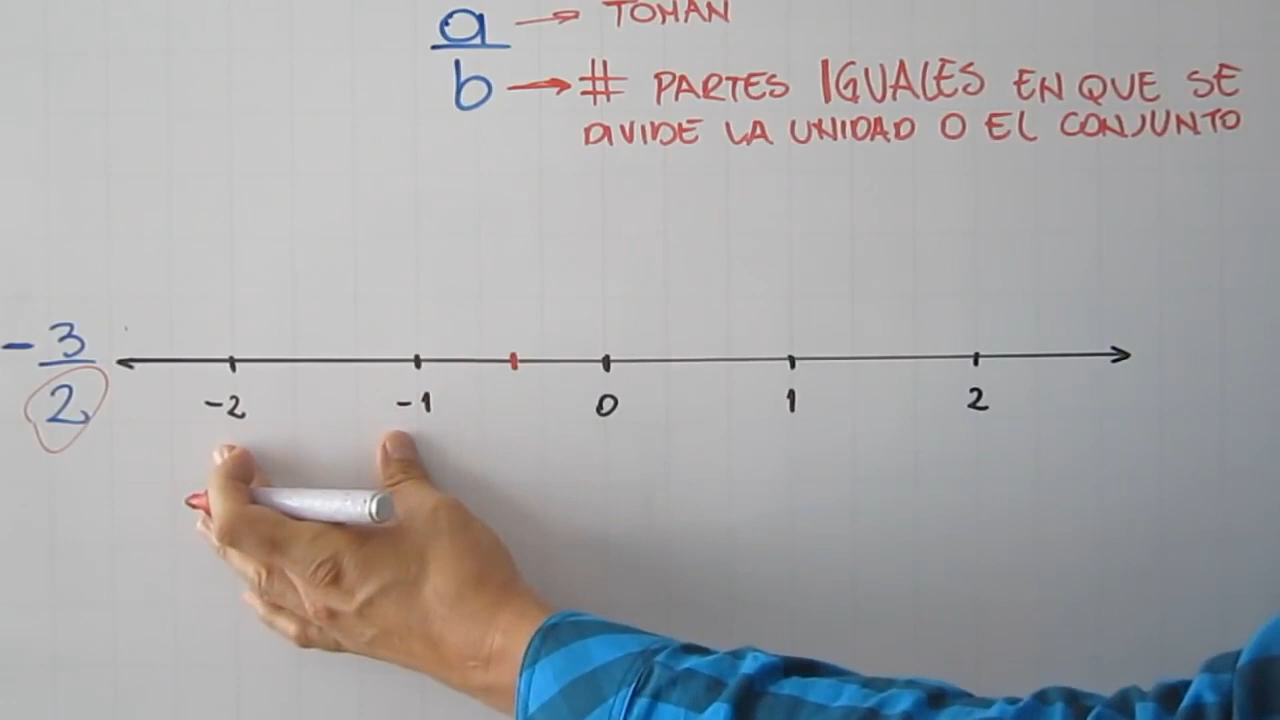 a → TOMAN
b → # PARTES IGUALES EN QUE SE
DIVIDE LA UNIDAD O EL CONJUNTO
-3
2
-2 -1 0 1 2